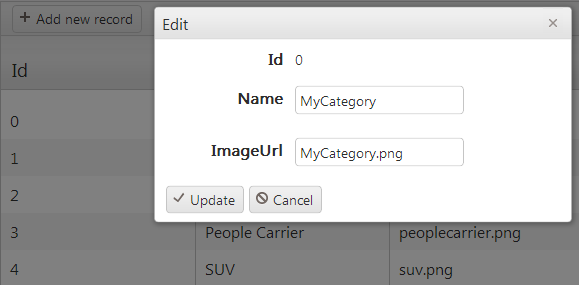 + Add new record
Edit ×
Id
Id 0
0
Name MyCategory
1
ImageUrl MyCategory.png
2
Update Cancel
3 People Carrier peoplecarrier.png
4 SUV suv.png